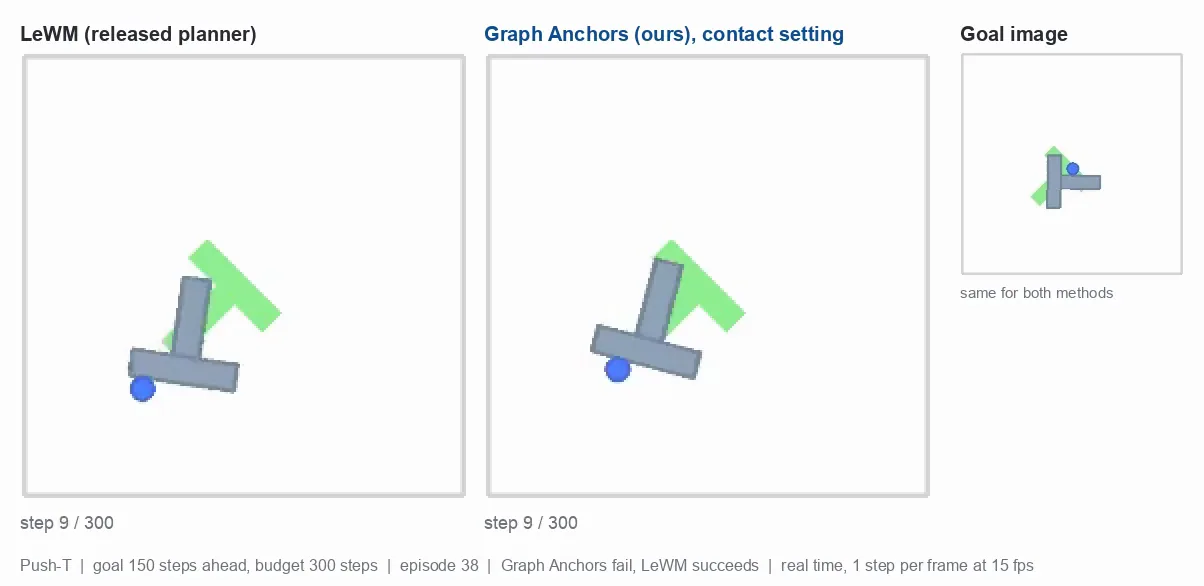 LeWM (released planner)
Graph Anchors (ours), contact setting
Goal image
same for both methods
step 9 / 300
step 9 / 300
Push-T | goal 150 steps ahead, budget 300 steps | episode 38 | Graph Anchors fail, LeWM succeeds | real time, 1 step per frame at 15 fps